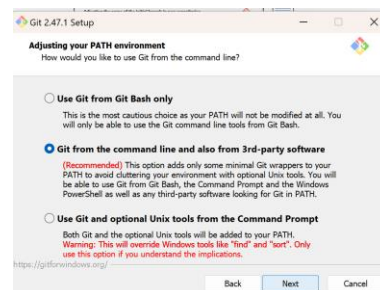 Git 2.47.1 Setup
Adjusting your PATH environment
How would you like to use Git from the command line?
Use Git from Git Bash only
This is the most cautious choice as your PATH will not be modified at all. You
will only be able to use the Git command line tools from Git Bash.
Git from the command line and also from 3rd-party software
(Recommended) This option adds only some minimal Git wrappers to your
PATH to avoid cluttering your environment with optional Unix tools. You will
be able to use Git from Git Bash, the Command Prompt and the Windows
PowerShell as well as any third-party software looking for Git in PATH.
Use Git and optional Unix tools from the Command Prompt
Both Git and the optional Unix tools will be added to your PATH.
Warning: This will override Windows tools like "find" and "sort". Only
use this option if you understand the implications.
https://gitforwindows.org/
Back Next Cancel